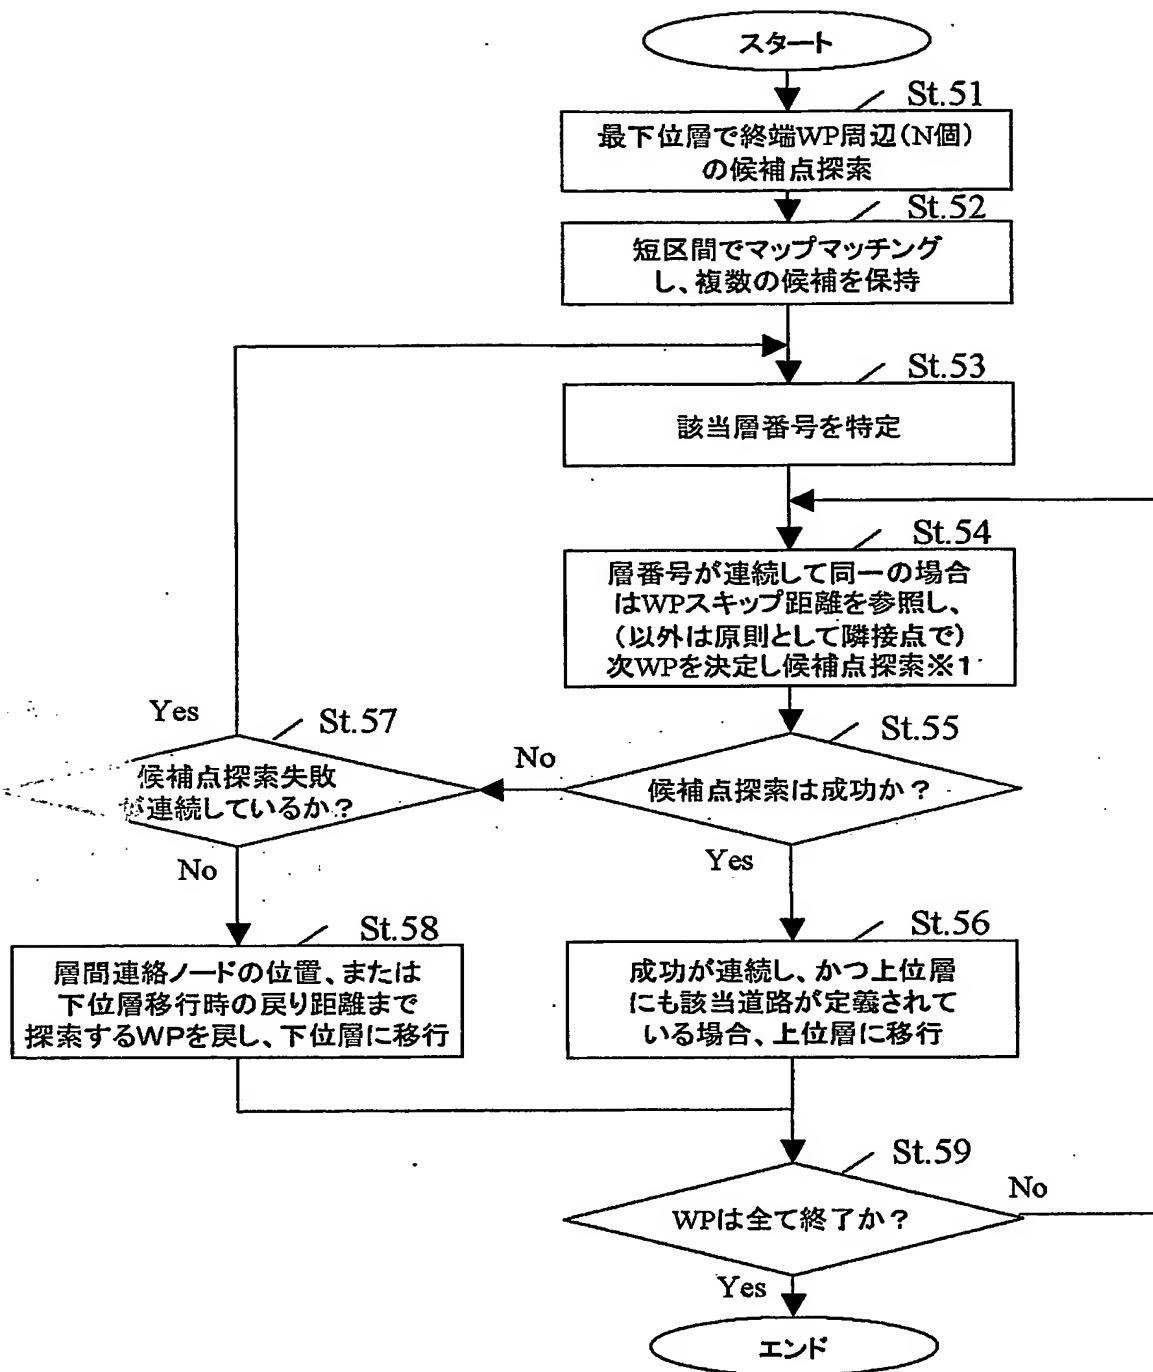 スタート
St.51
最下位層で終端WP周辺(N個)
の候補点探索
St.52
短区間でマップマッチング
し、複数の候補を保持
St.53
該当層番号を特定
St.54
層番号が連続して同一の場合
はWPスキップ距離を参照し、
(以外は原則として隣接点で)
次WPを決定し候補点探索※1
St.55
候補点探索は成功か?
No
Yes
St.57
候補点探索失敗
が連続しているか?
Yes
No
St.58
層間連絡ノードの位置、または
下位層移行時の戻り距離まで
探索するWPを戻し、下位層に移行
St.56
成功が連続し、かつ上位層
にも該当道路が定義されて
いる場合、上位層に移行
St.59
WPは全て終了か?
No
Yes
エンド